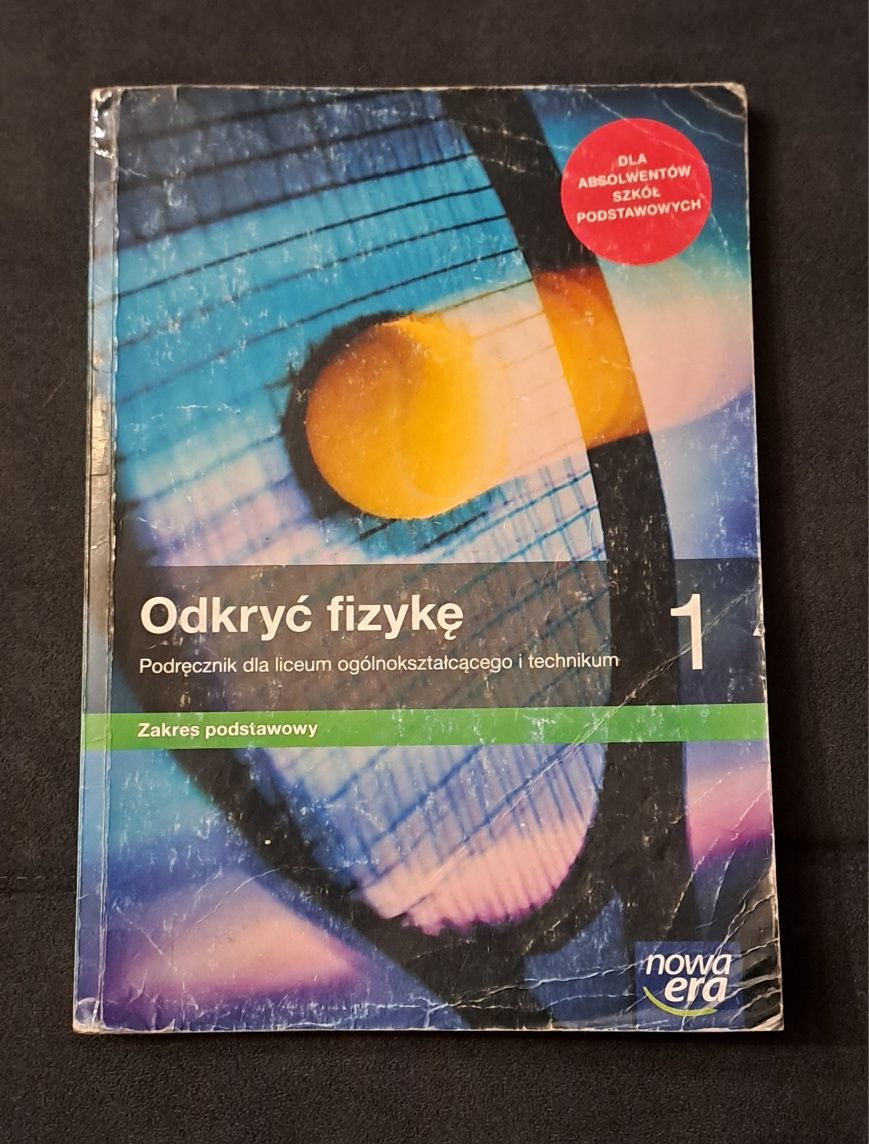 DLA
ABSOLWENTÓW
SZKÓŁ
PODSTAWOWYCH
Odkryć fizykę
1
Podręcznik dla liceum ogólnokształcącego i technikum
Zakres podstawowy
nowa
era